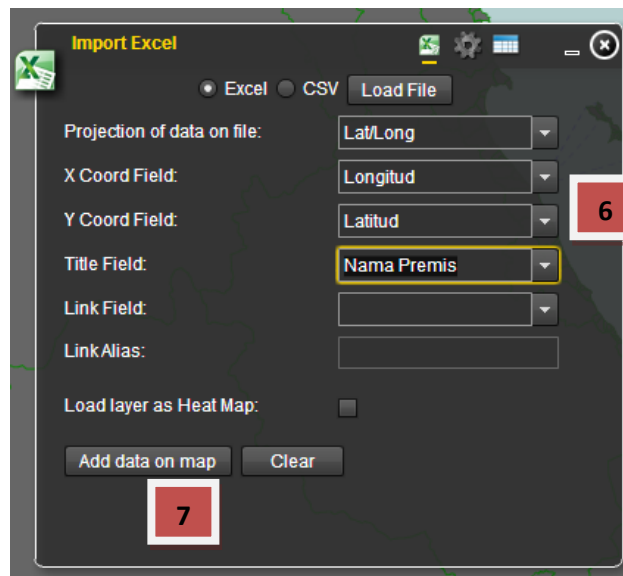 Import Excel
Excel CSV Load File
Projection of data on file: Lat/Long
X Coord Field: Longitud
Y Coord Field: Latitud
6
Title Field: Nama Premis
Link Field:
Link Alias:
Load layer as Heat Map:
Add data on map Clear
7